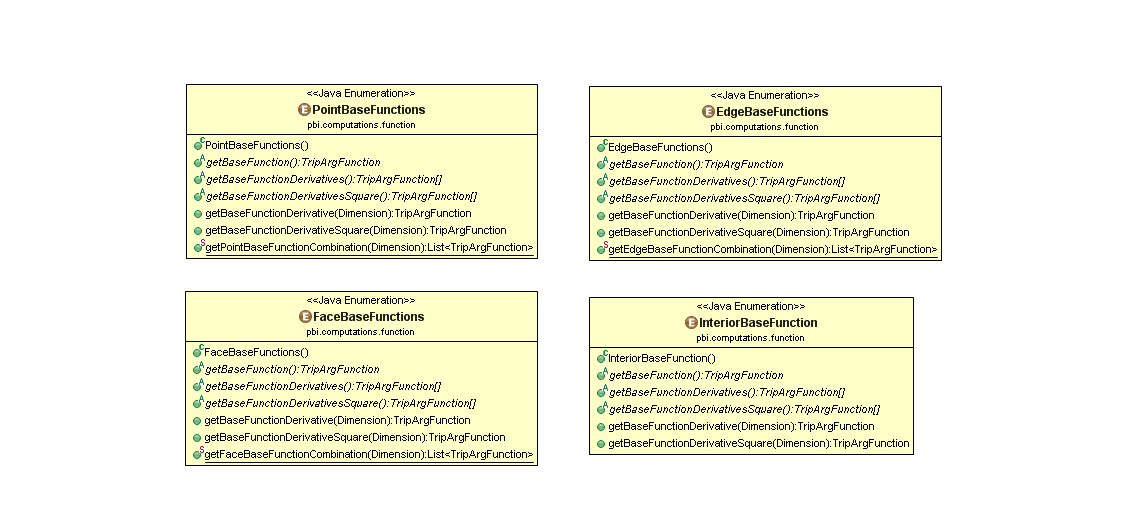 <<Java Enumeration>>
E PointBaseFunctions
pbi.computations.function
C PointBaseFunctions()
A getBaseFunction():TripArgFunction
A getBaseFunctionDerivatives():TripArgFunction[]
A getBaseFunctionDerivativesSquare():TripArgFunction[]
getBaseFunctionDerivative(Dimension):TripArgFunction
getBaseFunctionDerivativeSquare(Dimension):TripArgFunction
S getPointBaseFunctionCombination(Dimension):List<TripArgFunction>
<<Java Enumeration>>
E EdgeBaseFunctions
pbi.computations.function
C EdgeBaseFunctions()
A getBaseFunction():TripArgFunction
A getBaseFunctionDerivatives():TripArgFunction[]
A getBaseFunctionDerivativesSquare():TripArgFunction[]
getBaseFunctionDerivative(Dimension):TripArgFunction
getBaseFunctionDerivativeSquare(Dimension):TripArgFunction
S getEdgeBaseFunctionCombination(Dimension):List<TripArgFunction>
<<Java Enumeration>>
E FaceBaseFunctions
pbi.computations.function
C FaceBaseFunctions()
A getBaseFunction():TripArgFunction
A getBaseFunctionDerivatives():TripArgFunction[]
A getBaseFunctionDerivativesSquare():TripArgFunction[]
getBaseFunctionDerivative(Dimension):TripArgFunction
getBaseFunctionDerivativeSquare(Dimension):TripArgFunction
S getFaceBaseFunctionCombination(Dimension):List<TripArgFunction>
<<Java Enumeration>>
E InteriorBaseFunction
pbi.computations.function
C InteriorBaseFunction()
A getBaseFunction():TripArgFunction
A getBaseFunctionDerivatives():TripArgFunction[]
A getBaseFunctionDerivativesSquare():TripArgFunction[]
getBaseFunctionDerivative(Dimension):TripArgFunction
getBaseFunctionDerivativeSquare(Dimension):TripArgFunction